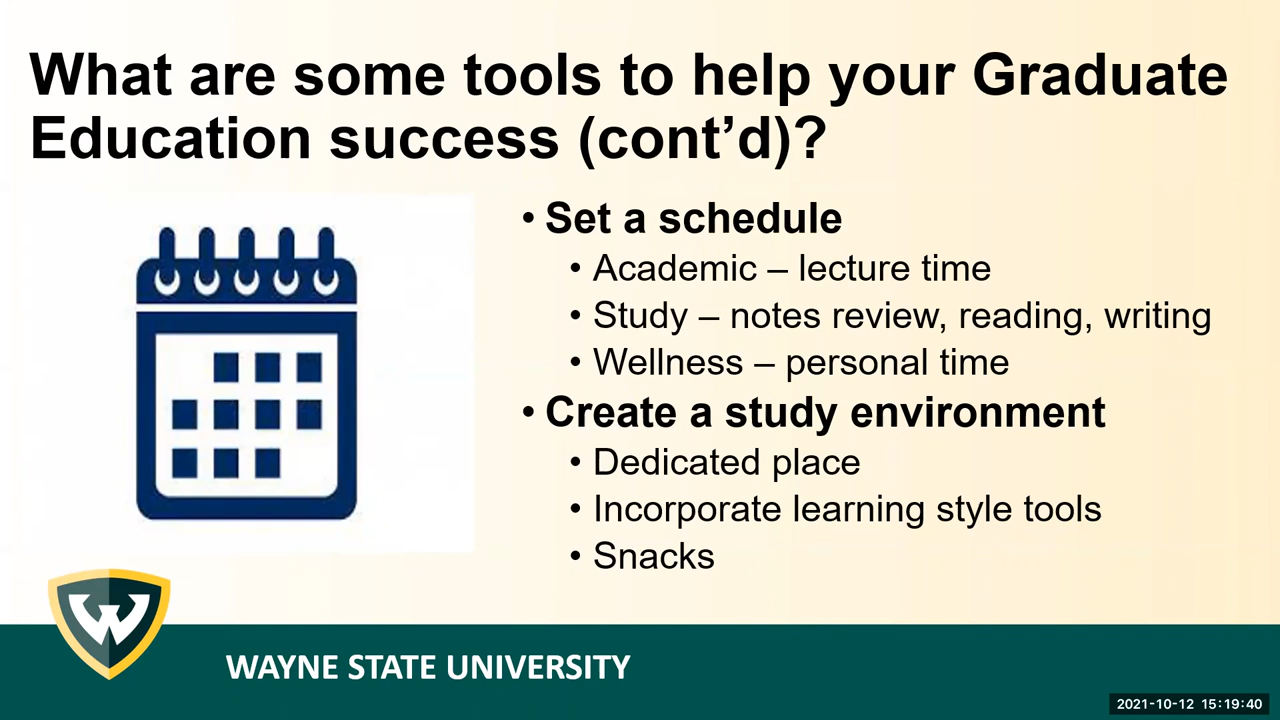 What are some tools to help your Graduate
Education success (cont’d)?
• Set a schedule
• Academic – lecture time
• Study – notes review, reading, writing
• Wellness – personal time
• Create a study environment
• Dedicated place
• Incorporate learning style tools
• Snacks
W
WAYNE STATE UNIVERSITY
2021-10-12 15:19:40